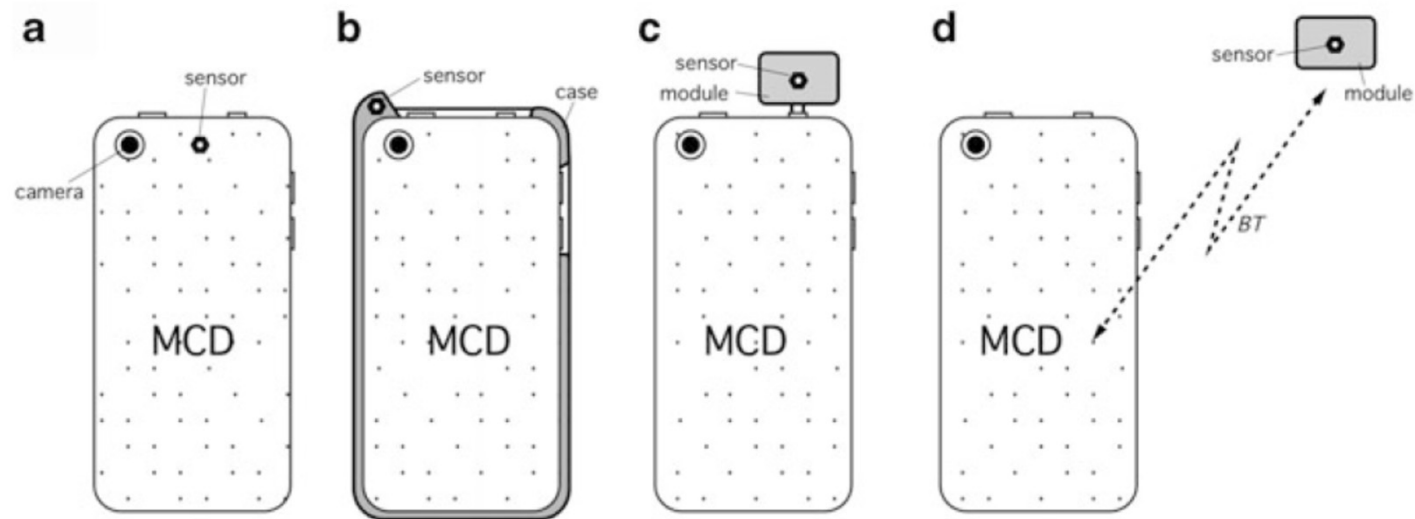 a
sensor
camera
MCD
b
sensor
case
MCD
c
sensor
module
MCD
d
sensor
module
BT
MCD